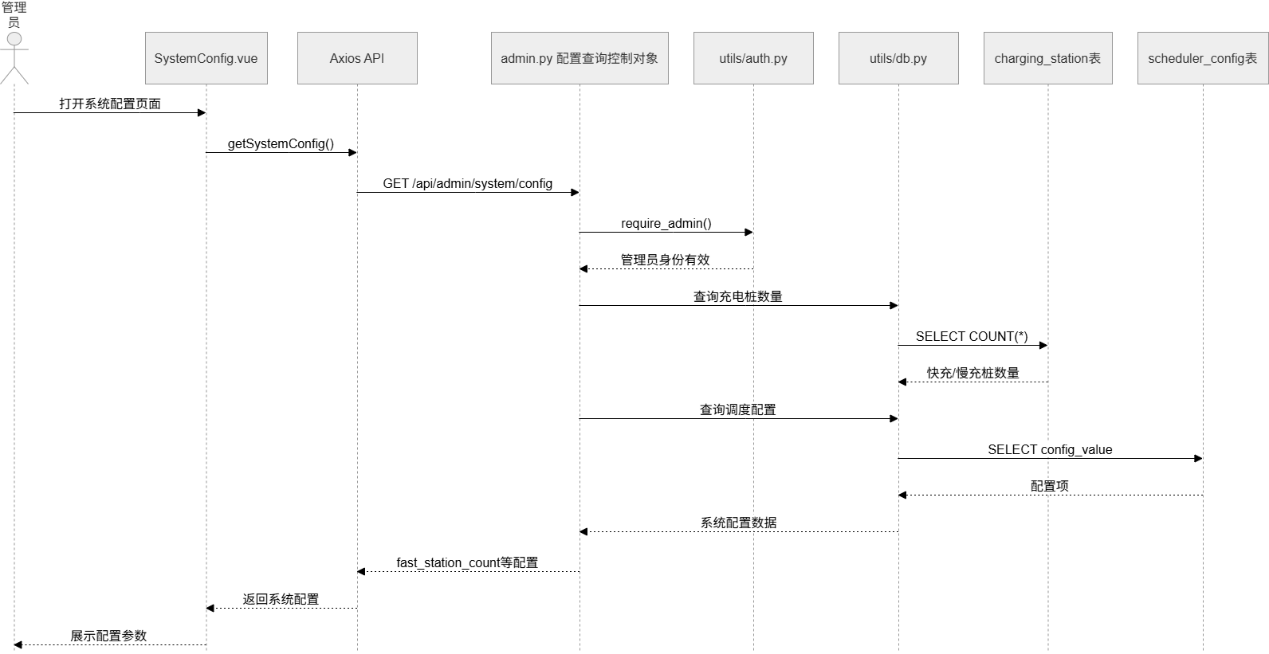 管理
员
SystemConfig.vue
Axios API
admin.py 配置查询控制对象
utils/auth.py
utils/db.py
charging_station表
scheduler_config表
打开系统配置页面
getSystemConfig()
GET /api/admin/system/config
require_admin()
管理员身份有效
查询充电桩数量
SELECT COUNT(*)
快充/慢充桩数量
查询调度配置
SELECT config_value
配置项
系统配置数据
fast_station_count等配置
返回系统配置
展示配置参数